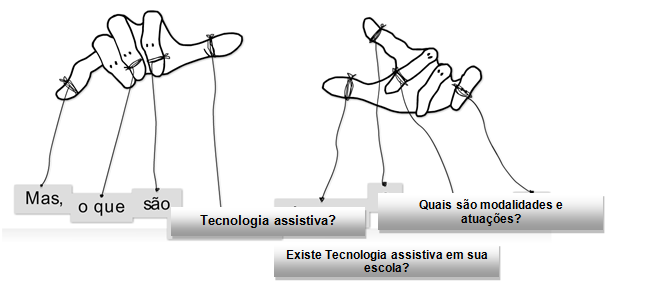 Mas,
o que
são
Tecnologia assistiva?
Quais são modalidades e
atuações?
Existe Tecnologia assistiva em sua
escola?